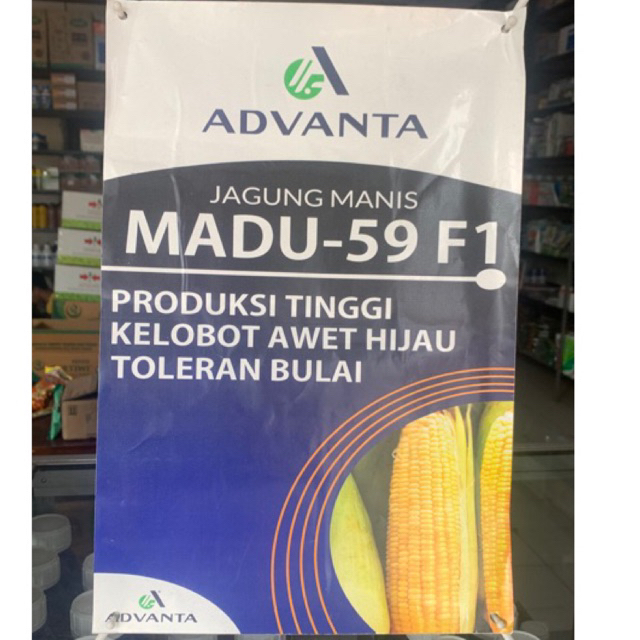 ADVANTA
JAGUNG MANIS
MADU-59 F1
PRODUKSI TINGGI
KELOBOT AWET HIJAU
TOLERAN BULAI
ADVANTA